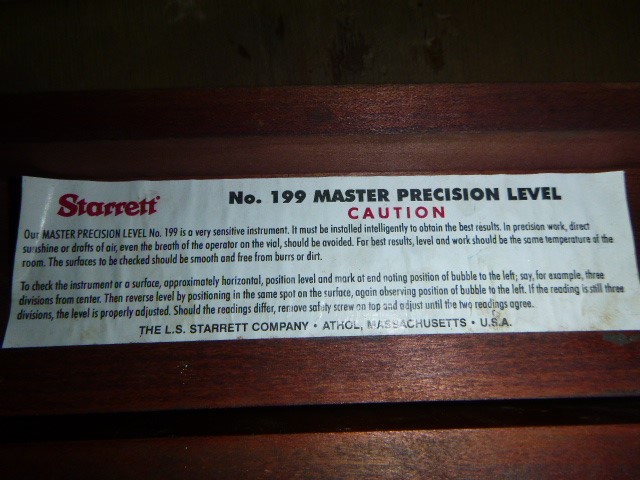 Starrett
No. 199 MASTER PRECISION LEVEL
CAUTION
Our MASTER PRECISION LEVEL No. 199 is a very sensitive instrument. It must be installed intelligently to obtain the best results. In precision work, direct
sunshine or drafts of air, even the breath of the operator on the vial, should be avoided. For best results, level and work should be the same temperature of the
room. The surfaces to be checked should be smooth and free from burrs or dirt.
To check the instrument or a surface, approximately horizontal, position level and mark at end noting position of bubble to the left; say, for example, three
divisions from center. Then reverse level by positioning in the same spot on the surface, again observing position of bubble to the left. If the reading is still three
divisions, the level is properly adjusted. Should the readings differ, remove safety screw on top and adjust until the two readings agree.
THE L.S. STARRETT COMPANY • ATHOL, MASSACHUSETTS • U.S.A.